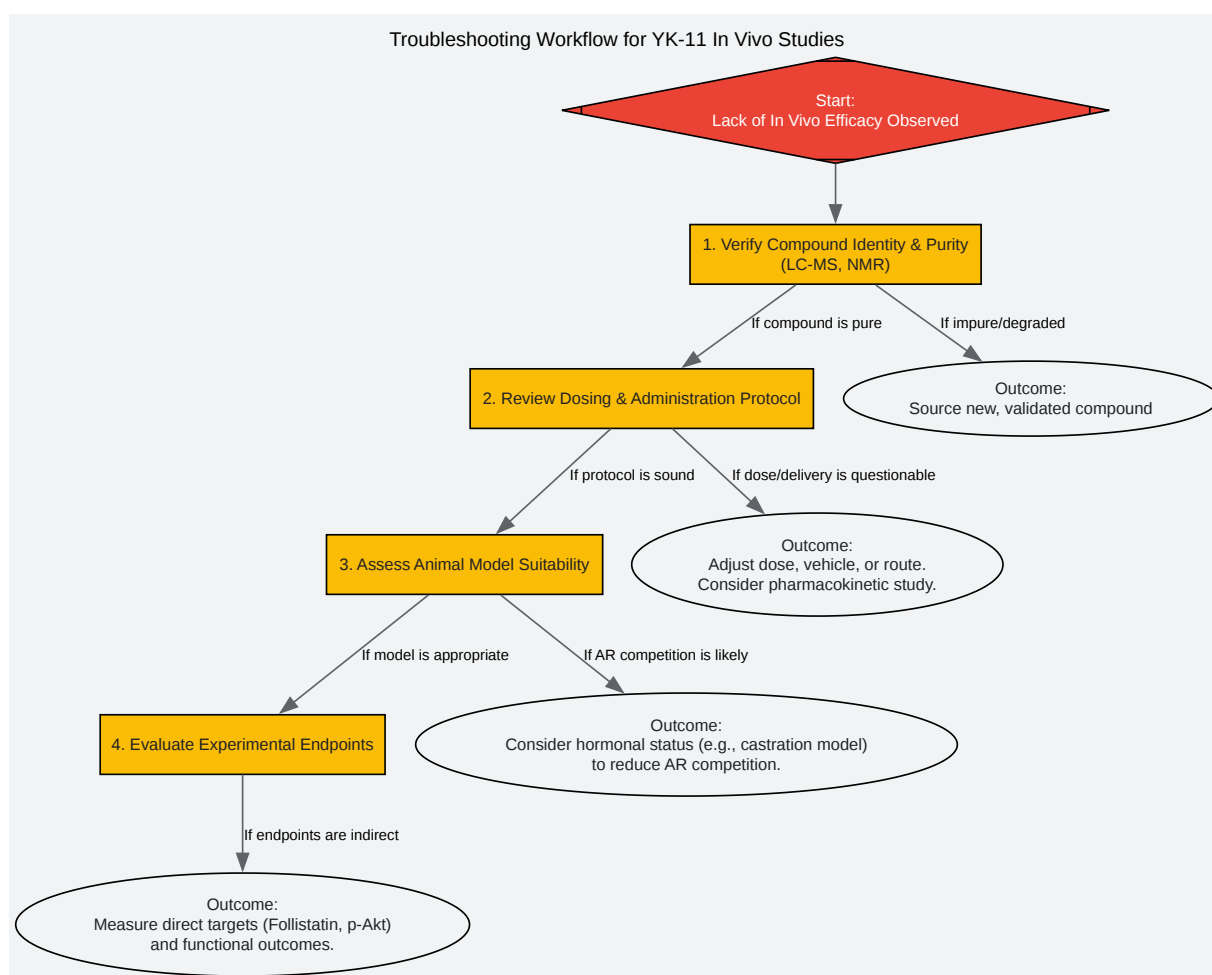 Troubleshooting Workflow for YK-11 In Vivo Studies
Start:
Lack of In Vivo Efficacy Observed
1. Verify Compound Identity & Purity
(LC-MS, NMR)
If compound is pure
If impure/degraded
2. Review Dosing & Administration Protocol
Outcome:
Source new, validated compound
If protocol is sound
If dose/delivery is questionable
3. Assess Animal Model Suitability
Outcome:
Adjust dose, vehicle, or route.
Consider pharmacokinetic study.
If model is appropriate
If AR competition is likely
4. Evaluate Experimental Endpoints
Outcome:
Consider hormonal status (e.g., castration model)
to reduce AR competition.
If endpoints are indirect
Outcome:
Measure direct targets (Follistatin, p-Akt)
and functional outcomes.